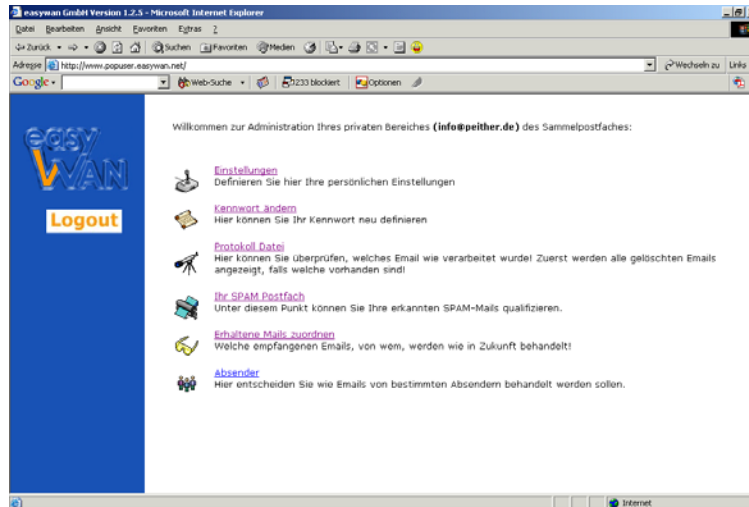 easywan GmbH Version 1.2.5 - Microsoft Internet Explorer
Datei Bearbeiten Ansicht Favoriten Extras ?
Zurück Suchen Favoriten Medien
Adresse http://www.popuser.easywan.net/ Wechseln zu Links
Google Web-Suche 3233 blockiert Optionen
easy
WAN
Logout
Willkommen zur Administration Ihres privaten Bereiches (info@peither.de) des Sammelpostfaches:
Einstellungen
Definieren Sie hier Ihre persönlichen Einstellungen
Kennwort ändern
Hier können Sie Ihr Kennwort neu definieren
Protokoll Datei
Hier können Sie überprüfen, welches Email wie verarbeitet wurde! Zuerst werden alle gelöschten Emails
angezeigt, falls welche vorhanden sind!
Ihr SPAM Postfach
Unter diesem Punkt können Sie Ihre erkannten SPAM-Mails qualifizieren.
Erhaltene Mails zuordnen
Welche empfangenen Emails, von wem, werden wie in Zukunft behandelt!
Absender
Hier entscheiden Sie wie Emails von bestimmten Absendern behandelt werden sollen.
Internet